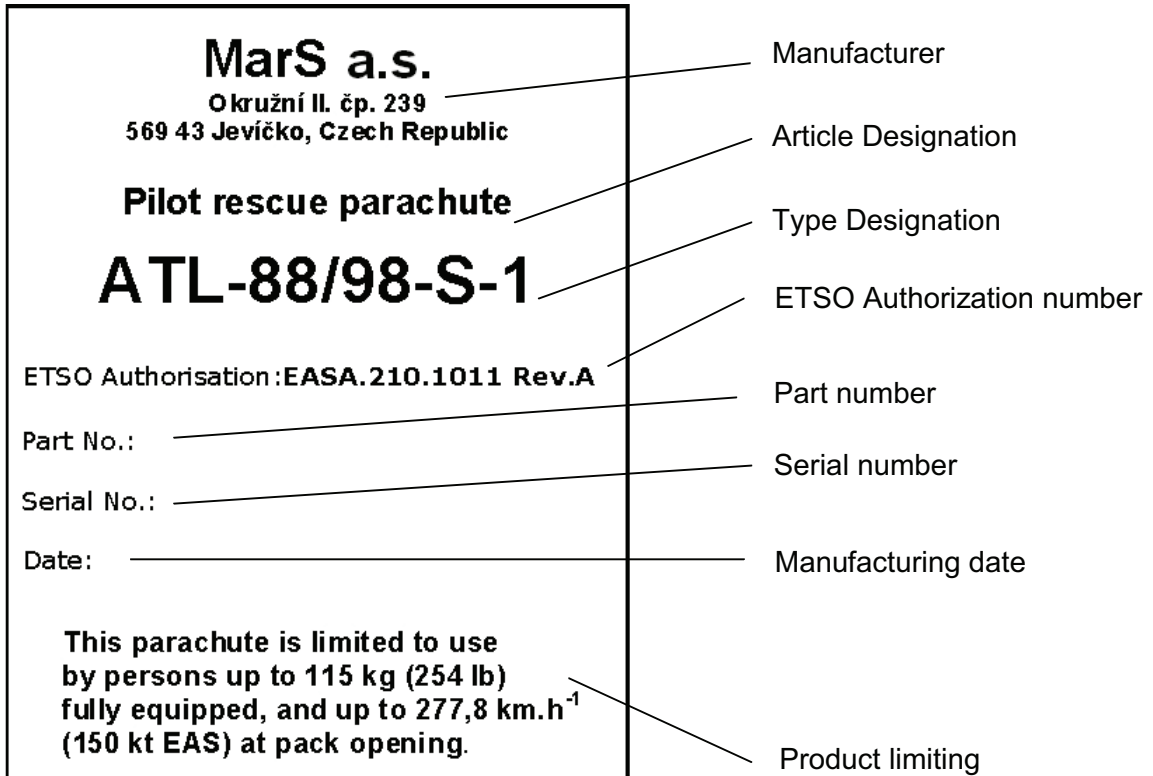 MarS a.s.
Okružní II. čp. 239
569 43 Jevíčko, Czech Republic
Pilot rescue parachute
ATL-88/98-S-1
ETSO Authorisation:EASA.210.1011 Rev.A
Part No.:
Serial No.:
Date:
This parachute is limited to use
by persons up to 115 kg (254 lb)
fully equipped, and up to 277,8 km.h⁻¹
(150 kt EAS) at pack opening.
Manufacturer
Article Designation
Type Designation
ETSO Authorization number
Part number
Serial number
Manufacturing date
Product limiting